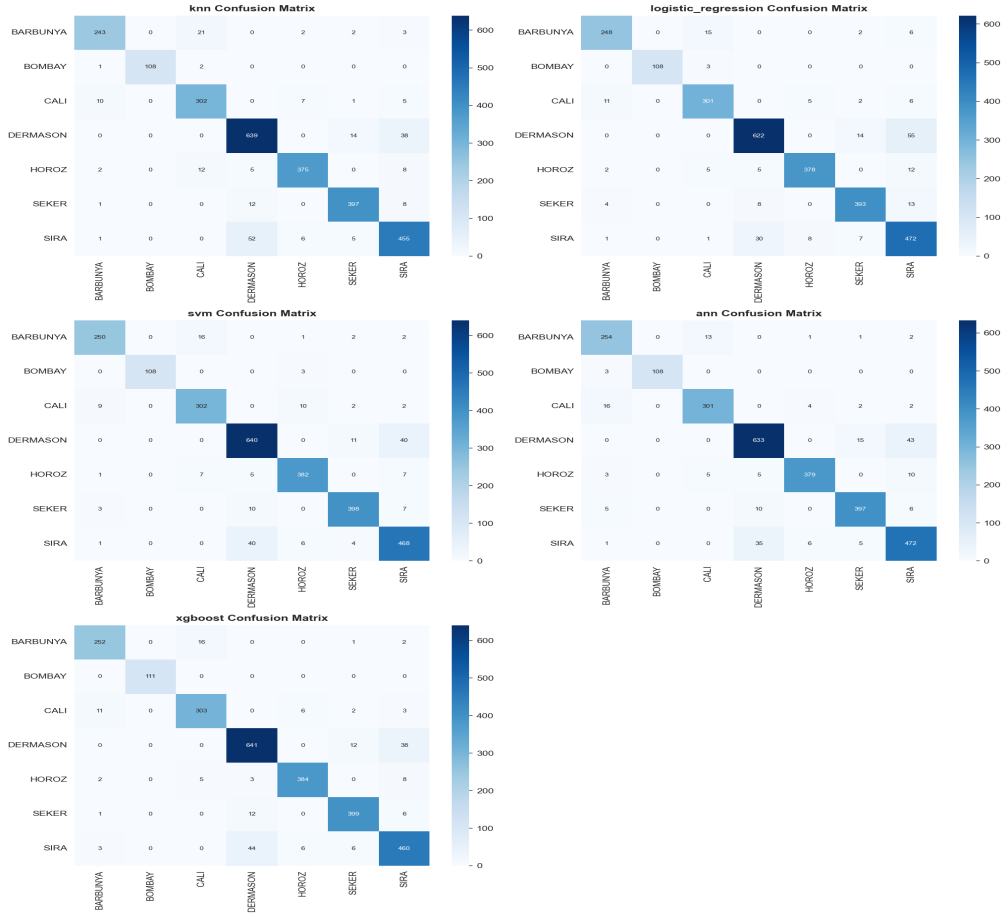 knn Confusion Matrix
BARBUNYA 243 0 21 0 2 2 3
BOMBAY 1 108 2 0 0 0 0
CALI 10 0 302 0 7 1 5
DERMASON 0 0 0 639 0 14 38
HOROZ 2 0 12 5 375 0 8
SEKER 1 0 0 12 0 397 8
SIRA 1 0 0 52 6 5 455
BARBUNYA BOMBAY CALI DERMASON HOROZ SEKER SIRA
600
500
400
300
200
100
0
logistic_regression Confusion Matrix
BARBUNYA 248 0 15 0 0 2 6
BOMBAY 0 108 3 0 0 0 0
CALI 11 0 301 0 5 2 6
DERMASON 0 0 0 622 0 14 55
HOROZ 2 0 5 5 378 0 12
SEKER 4 0 0 8 0 393 13
SIRA 1 0 1 30 8 7 472
BARBUNYA BOMBAY CALI DERMASON HOROZ SEKER SIRA
600
500
400
300
200
100
0
svm Confusion Matrix
BARBUNYA 250 0 16 0 1 2 2
BOMBAY 0 108 0 0 3 0 0
CALI 9 0 302 0 10 2 2
DERMASON 0 0 0 640 0 11 40
HOROZ 1 0 7 5 382 0 7
SEKER 3 0 0 10 0 398 7
SIRA 1 0 0 40 6 4 468
BARBUNYA BOMBAY CALI DERMASON HOROZ SEKER SIRA
600
500
400
300
200
100
0
ann Confusion Matrix
BARBUNYA 254 0 13 0 1 1 2
BOMBAY 3 108 0 0 0 0 0
CALI 16 0 301 0 4 2 2
DERMASON 0 0 0 633 0 15 43
HOROZ 3 0 5 5 379 0 10
SEKER 5 0 0 10 0 397 6
SIRA 1 0 0 35 6 5 472
BARBUNYA BOMBAY CALI DERMASON HOROZ SEKER SIRA
600
500
400
300
200
100
0
xgboost Confusion Matrix
BARBUNYA 252 0 16 0 0 1 2
BOMBAY 0 111 0 0 0 0 0
CALI 11 0 303 0 6 2 3
DERMASON 0 0 0 641 0 12 38
HOROZ 2 0 5 3 384 0 8
SEKER 1 0 0 12 0 399 6
SIRA 3 0 0 44 6 6 460
BARBUNYA BOMBAY CALI DERMASON HOROZ SEKER SIRA
600
500
400
300
200
100
0